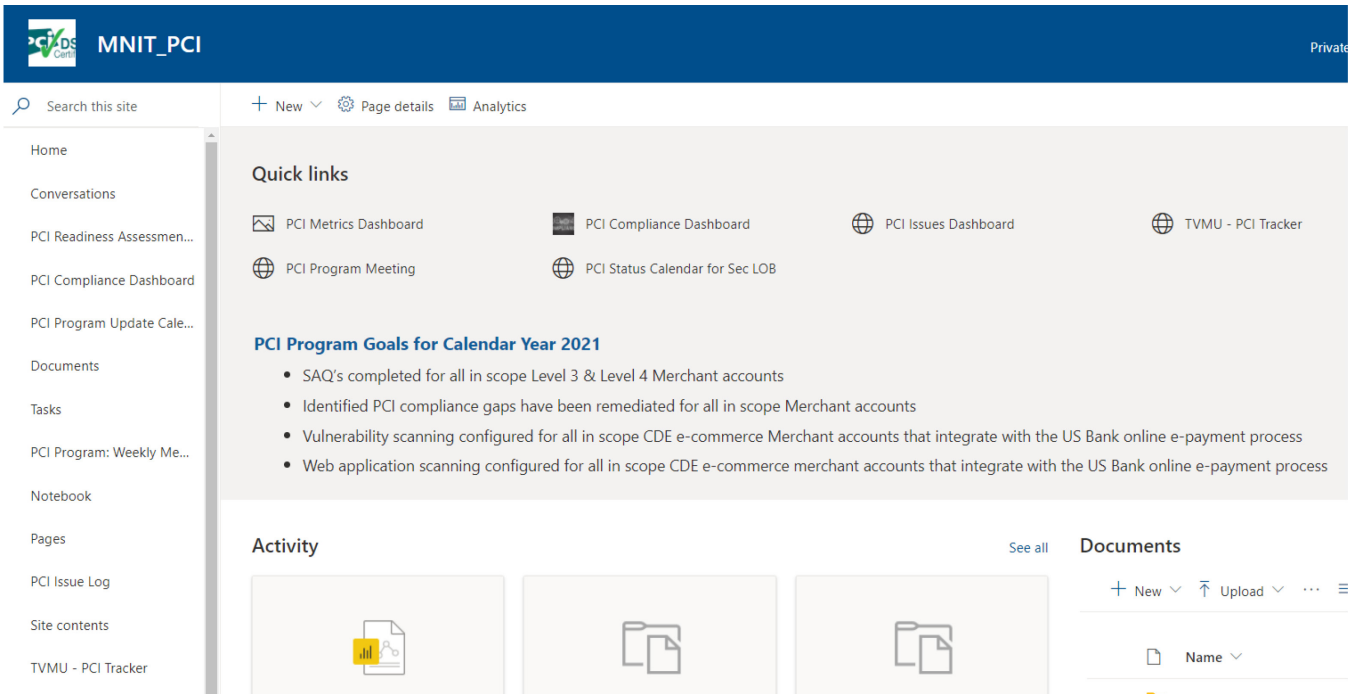 PCI DS
Certif
MNIT_PCI
Private
Search this site
New
Page details
Analytics
Home
Conversations
PCI Readiness Assessmen...
PCI Compliance Dashboard
PCI Program Update Cale...
Documents
Tasks
PCI Program: Weekly Me...
Notebook
Pages
PCI Issue Log
Site contents
TVMU - PCI Tracker
Quick links
PCI Metrics Dashboard
PCI Compliance Dashboard
PCI Issues Dashboard
TVMU - PCI Tracker
PCI Program Meeting
PCI Status Calendar for Sec LOB
PCI Program Goals for Calendar Year 2021
• SAQ's completed for all in scope Level 3 & Level 4 Merchant accounts
• Identified PCI compliance gaps have been remediated for all in scope Merchant accounts
• Vulnerability scanning configured for all in scope CDE e-commerce Merchant accounts that integrate with the US Bank online e-payment process
• Web application scanning configured for all in scope CDE e-commerce merchant accounts that integrate with the US Bank online e-payment process
Activity
See all
Documents
New
Upload
...
Name